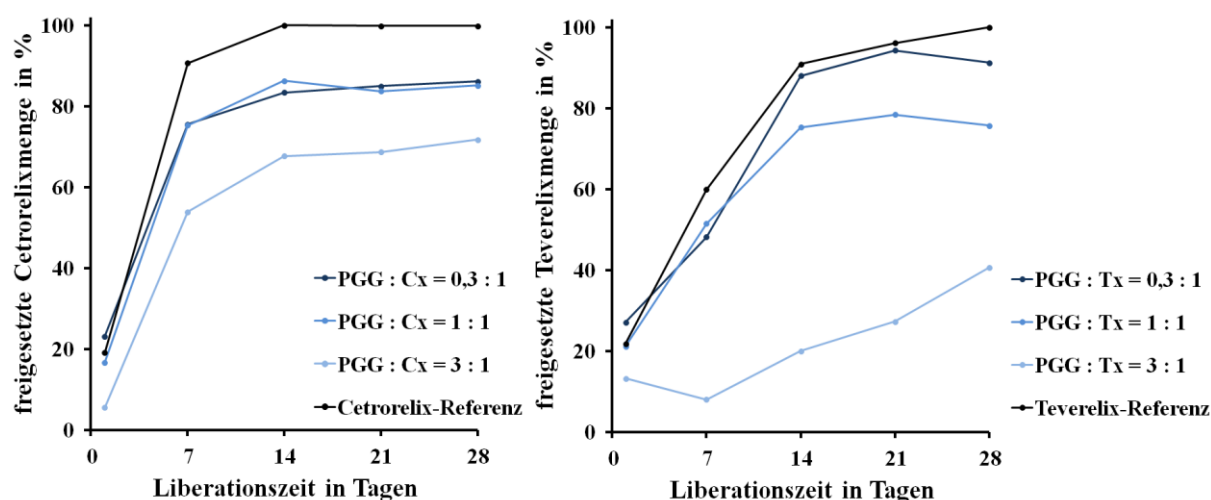 freigesetzte Cetrorelixmenge in %
100
80
60
40
20
0
0 7 14 21 28
Liberationszeit in Tagen
PGG : Cx = 0,3 : 1
PGG : Cx = 1 : 1
PGG : Cx = 3 : 1
Cetrorelix-Referenz
freigesetzte Teverelixmenge in %
100
80
60
40
20
0
0 7 14 21 28
Liberationszeit in Tagen
PGG : Tx = 0,3 : 1
PGG : Tx = 1 : 1
PGG : Tx = 3 : 1
Teverelix-Referenz